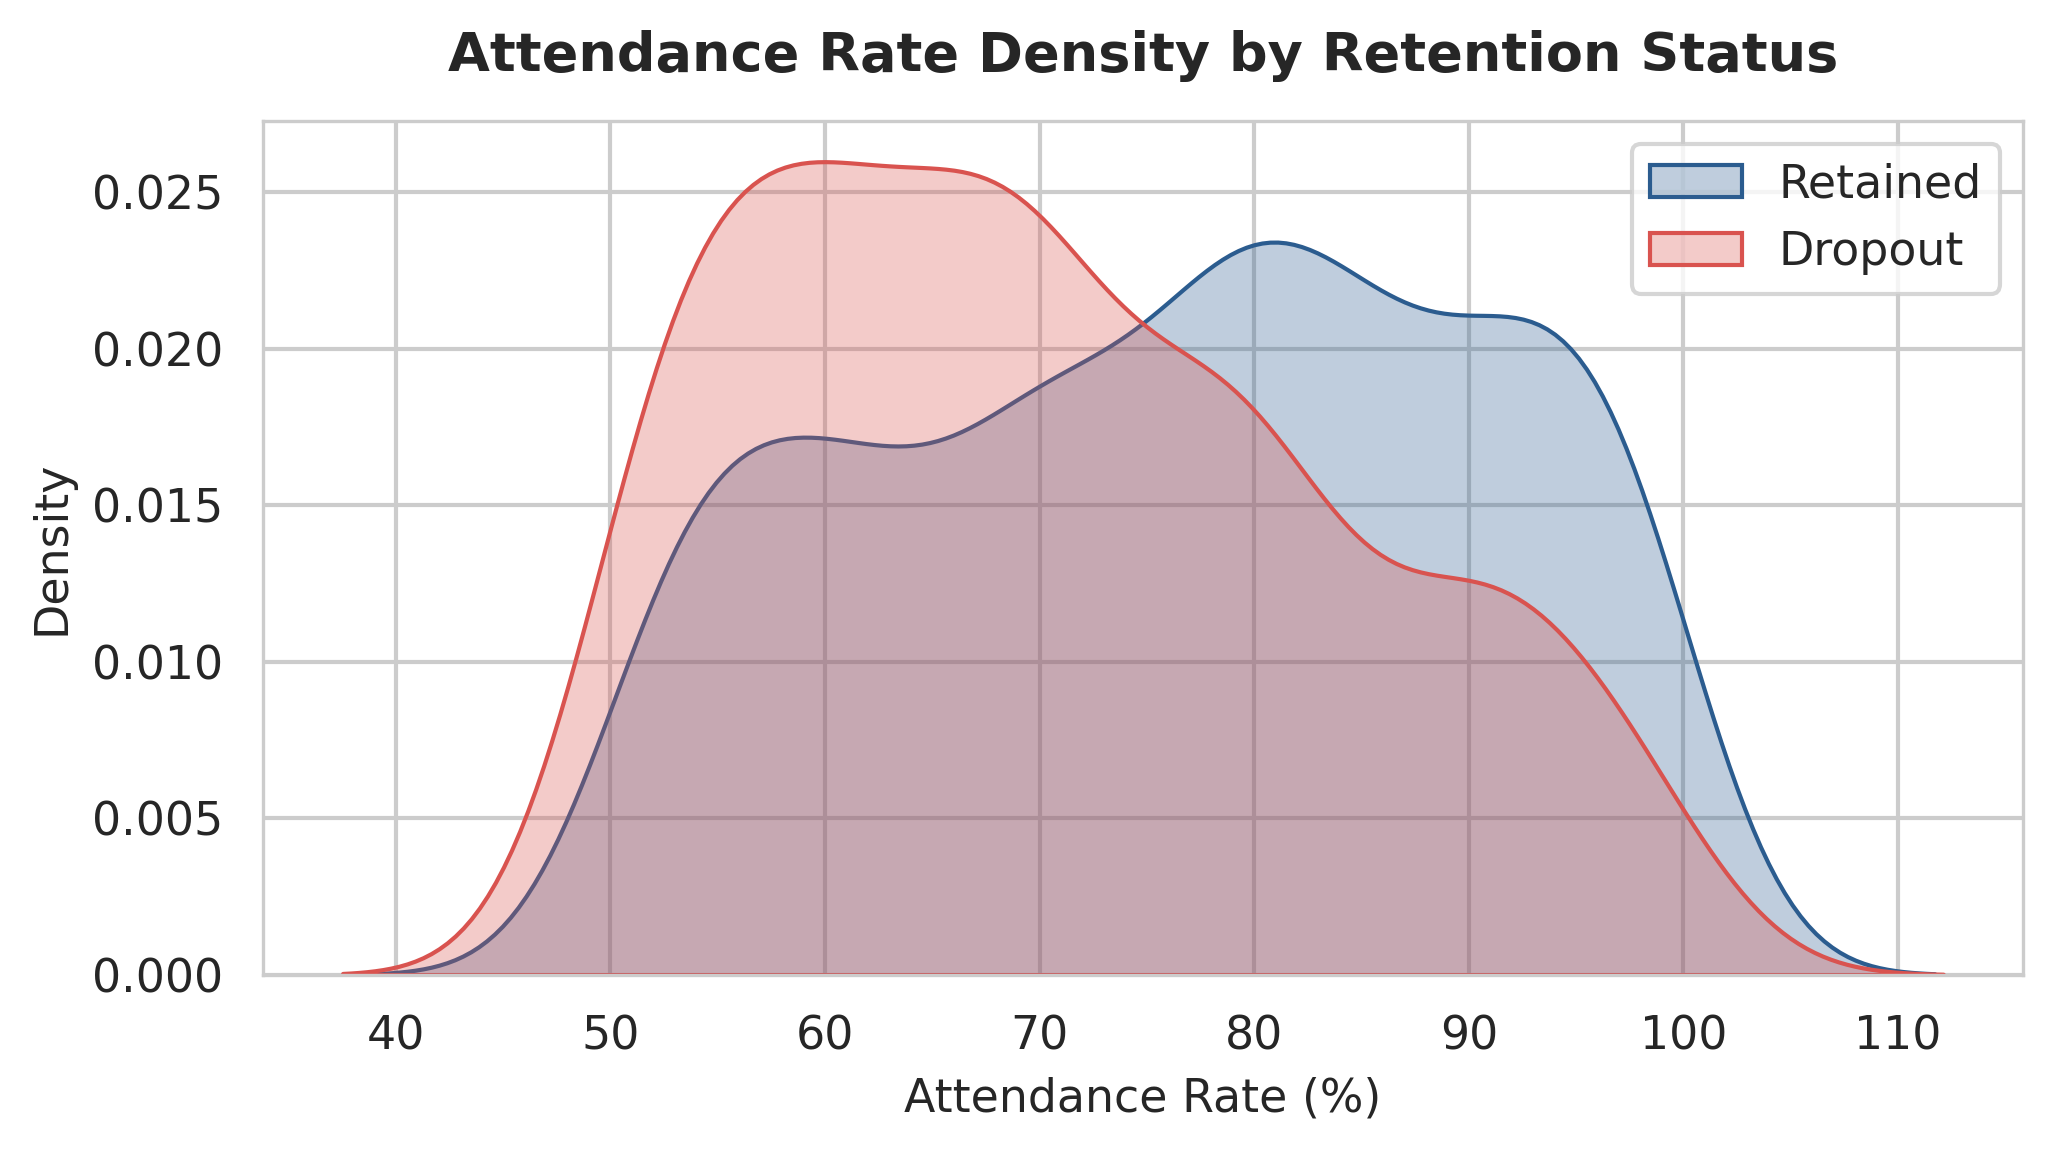 Attendance Rate Density by Retention Status
Retained
Dropout
Density
0.025
0.020
0.015
0.010
0.005
0.000
40 50 60 70 80 90 100 110
Attendance Rate (%)